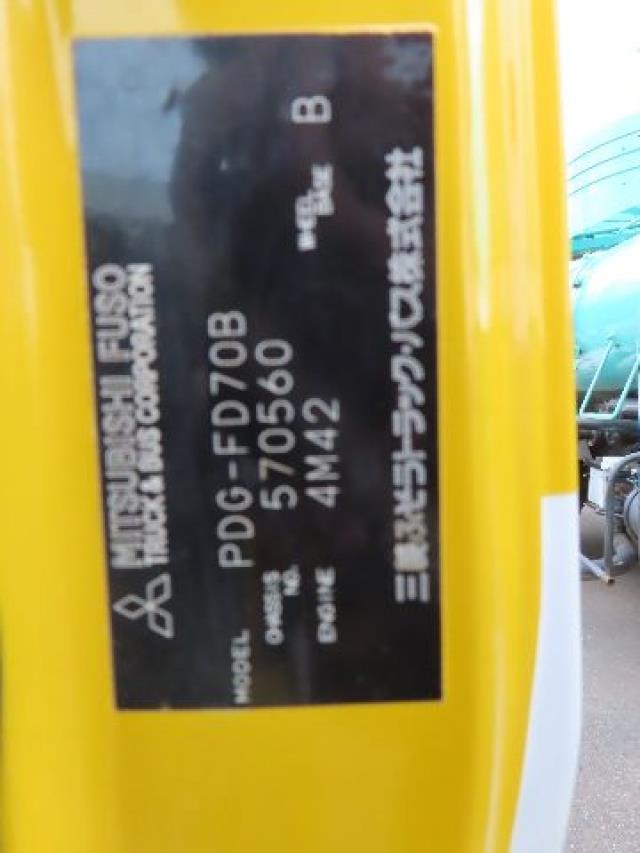 MITSUBISHI FUSO
TRUCK & BUS CORPORATION
MODEL PDG-FD70B
CHASSIS NO. 570560
ENGINE 4M42 WHEEL BASE B
三菱ふそうトラック・バス株式会社